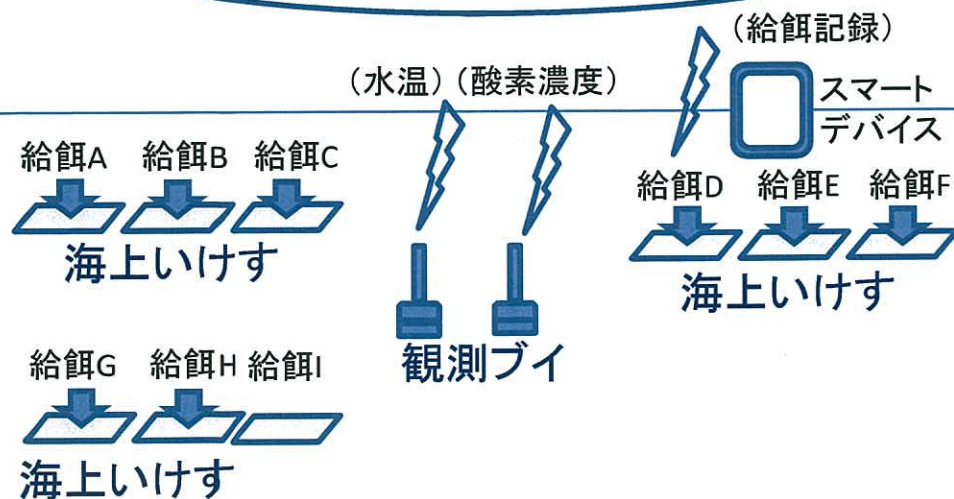 (給餌記録)
(水温)(酸素濃度)
スマート
デバイス
給餌A 給餌B 給餌C
給餌D 給餌E 給餌F
海上いけす
海上いけす
観測ブイ
給餌G 給餌H 給餌I
海上いけす